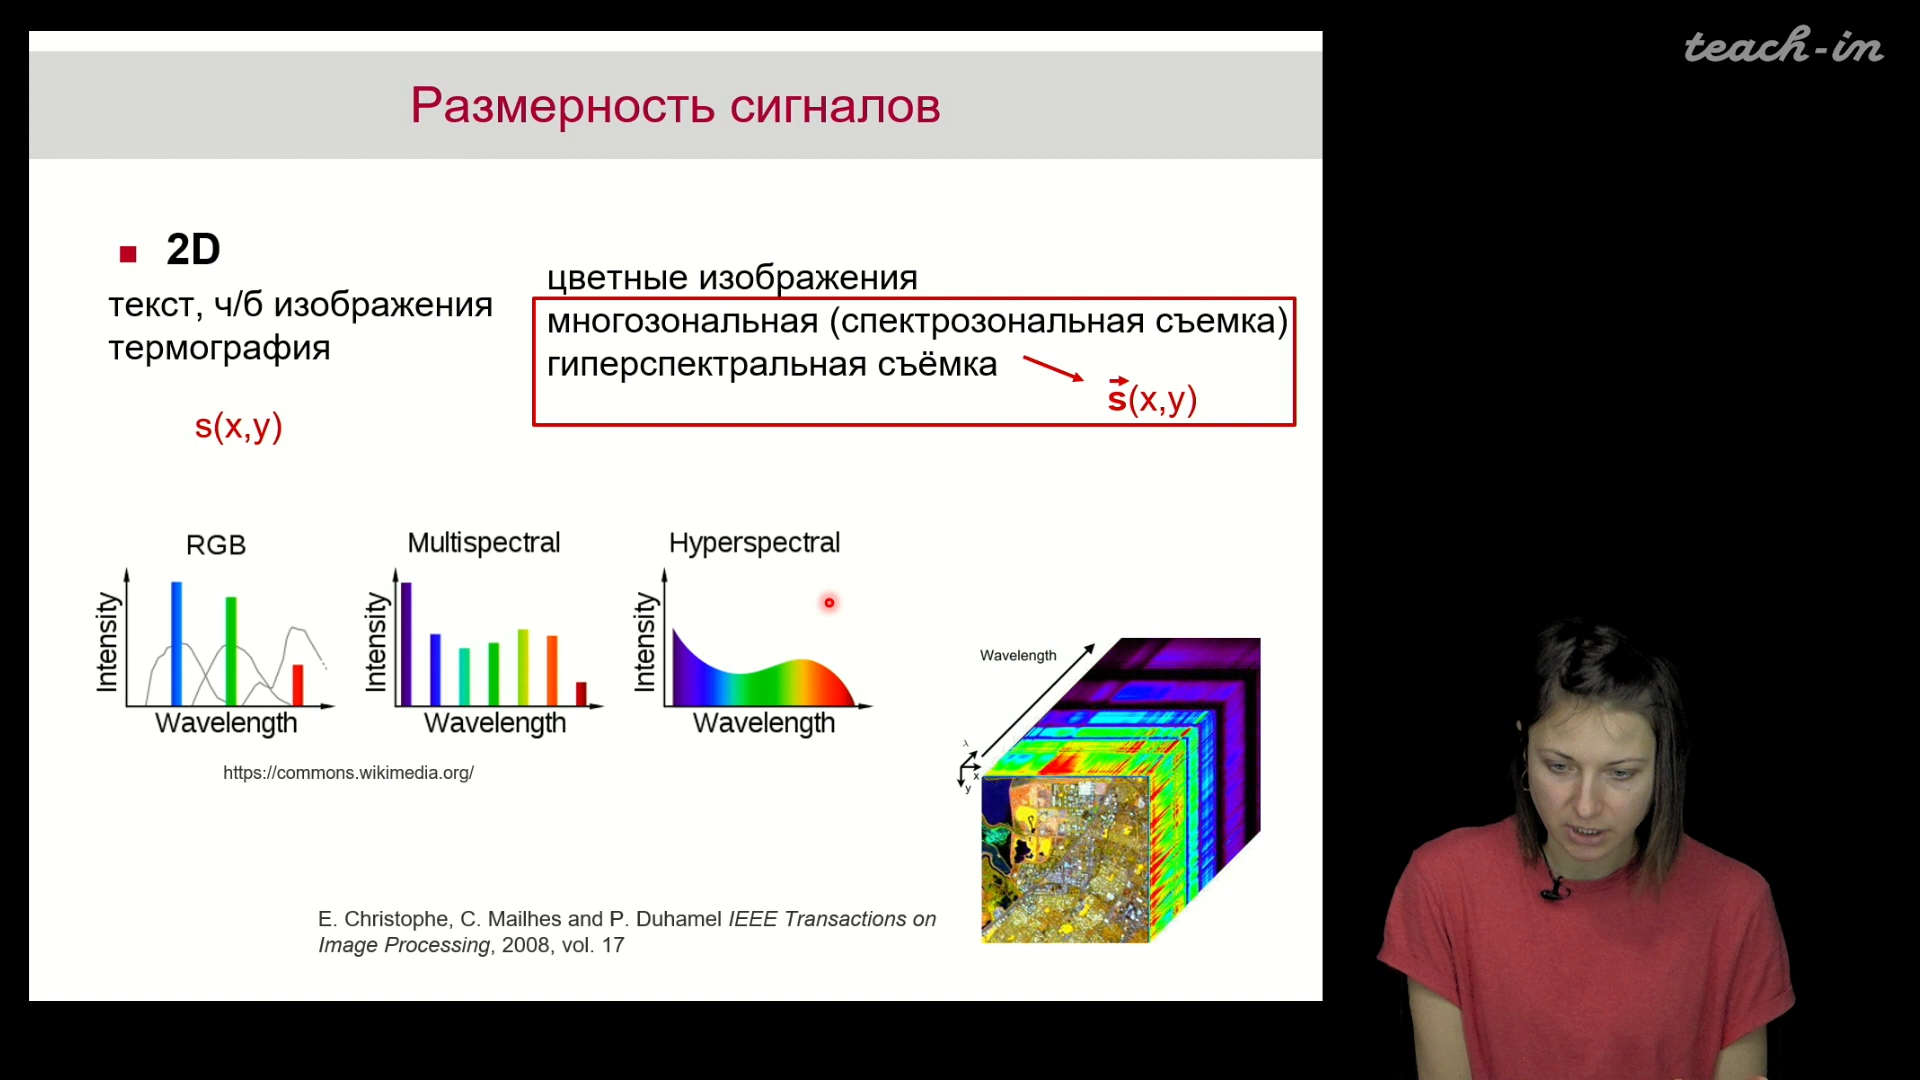 teach-in
Размерность сигналов
2D
текст, ч/б изображения
термография
s(x,y)
цветные изображения
многозональная (спектрозональная съемка)
гиперспектральная съёмка
s(x,y)
RGB
Intensity
Wavelength
Multispectral
Intensity
Wavelength
Hyperspectral
Intensity
Wavelength
https://commons.wikimedia.org/
Wavelength
λ
x
y
E. Christophe, C. Mailhes and P. Duhamel IEEE Transactions on
Image Processing, 2008, vol. 17